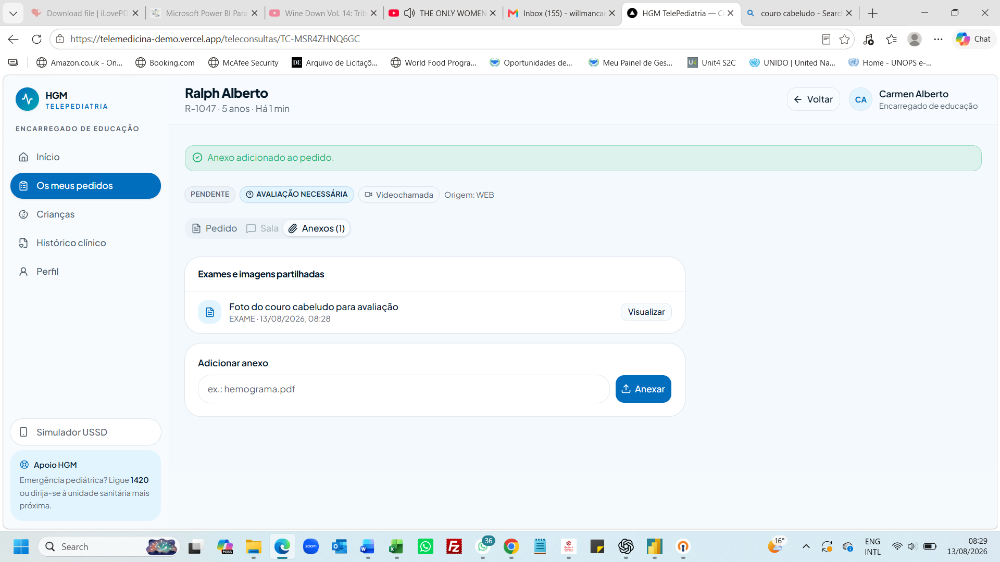 Download file | iLovePD
Microsoft Power BI Para
Wine Down Vol. 14: Trib
THE ONLY WOMEN
Inbox (155) - willmancae
HGM TelePediatria — Co
couro cabeludo - Search
https://telemedicina-demo.vercel.app/teleconsultas/TC-MSR4ZHNQ6GC
Chat
Amazon.co.uk - On...
Booking.com
McAfee Security
DE
Arquivo de Licitaçõ...
World Food Progra...
Oportunidades de...
Meu Painel de Ges...
U4
Unit4 S2C
UNIDO | United Na...
Home - UNOPS e-...
HGM
TELEPEDIATRIA
ENCARREGADO DE EDUCAÇÃO
Início
Os meus pedidos
Crianças
Histórico clínico
Perfil
Simulador USSD
Apoio HGM
Emergência pediátrica? Ligue 1420
ou dirija-se à unidade sanitária mais
próxima.
Ralph Alberto
R-1047 · 5 anos · Há 1 min
Voltar
CA
Carmen Alberto
Encarregado de educação
Anexo adicionado ao pedido.
PENDENTE
AVALIAÇÃO NECESSÁRIA
Videochamada
Origem: WEB
Pedido
Sala
Anexos (1)
Exames e imagens partilhadas
Foto do couro cabeludo para avaliação
EXAME · 13/08/2026, 08:28
Visualizar
Adicionar anexo
ex.: hemograma.pdf
Anexar
Search
M365
zoom
36
16°
ENG
INTL
08:29
13/08/2026